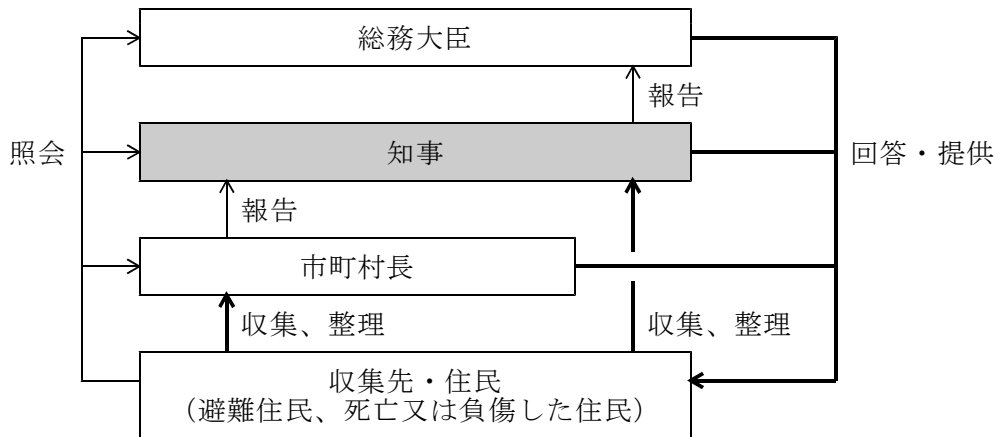 総務大臣
報告
照会
知事
回答・提供
報告
市町村長
収集、整理
収集、整理
収集先・住民
（避難住民、死亡又は負傷した住民）